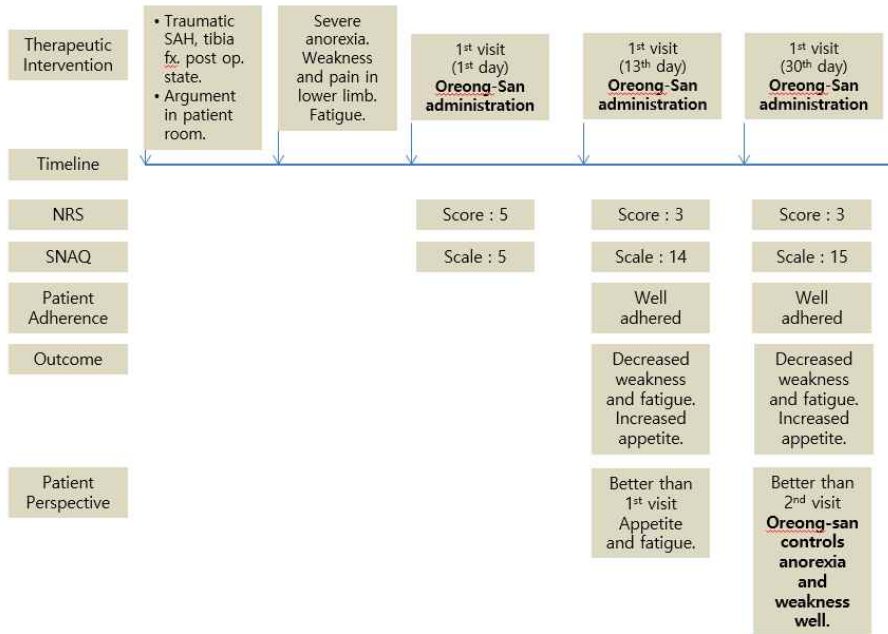 Therapeutic
Intervention
• Traumatic
SAH, tibia
fx. post op.
state.
• Argument
in patient
room.
Severe
anorexia.
Weakness
and pain in
lower limb.
Fatigue.
1st visit
(1st day)
Oreong-San
administration
1st visit
(13th day)
Oreong-San
administration
1st visit
(30th day)
Oreong-San
administration
Timeline
NRS
Score : 5
Score : 3
Score : 3
SNAQ
Scale : 5
Scale : 14
Scale : 15
Patient
Adherence
Well
adhered
Well
adhered
Outcome
Decreased
weakness
and fatigue.
Increased
appetite.
Decreased
weakness
and fatigue.
Increased
appetite.
Patient
Perspective
Better than
1st visit
Appetite
and fatigue.
Better than
2nd visit
Oreong-san
controls
anorexia
and
weakness
well.